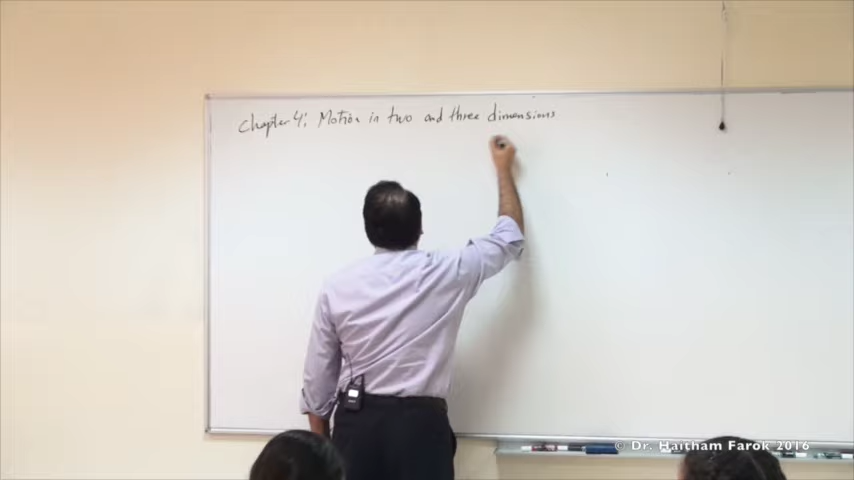 Chapter 4: Motion in two and three dimensions
© Dr. Haitham Farok 2016